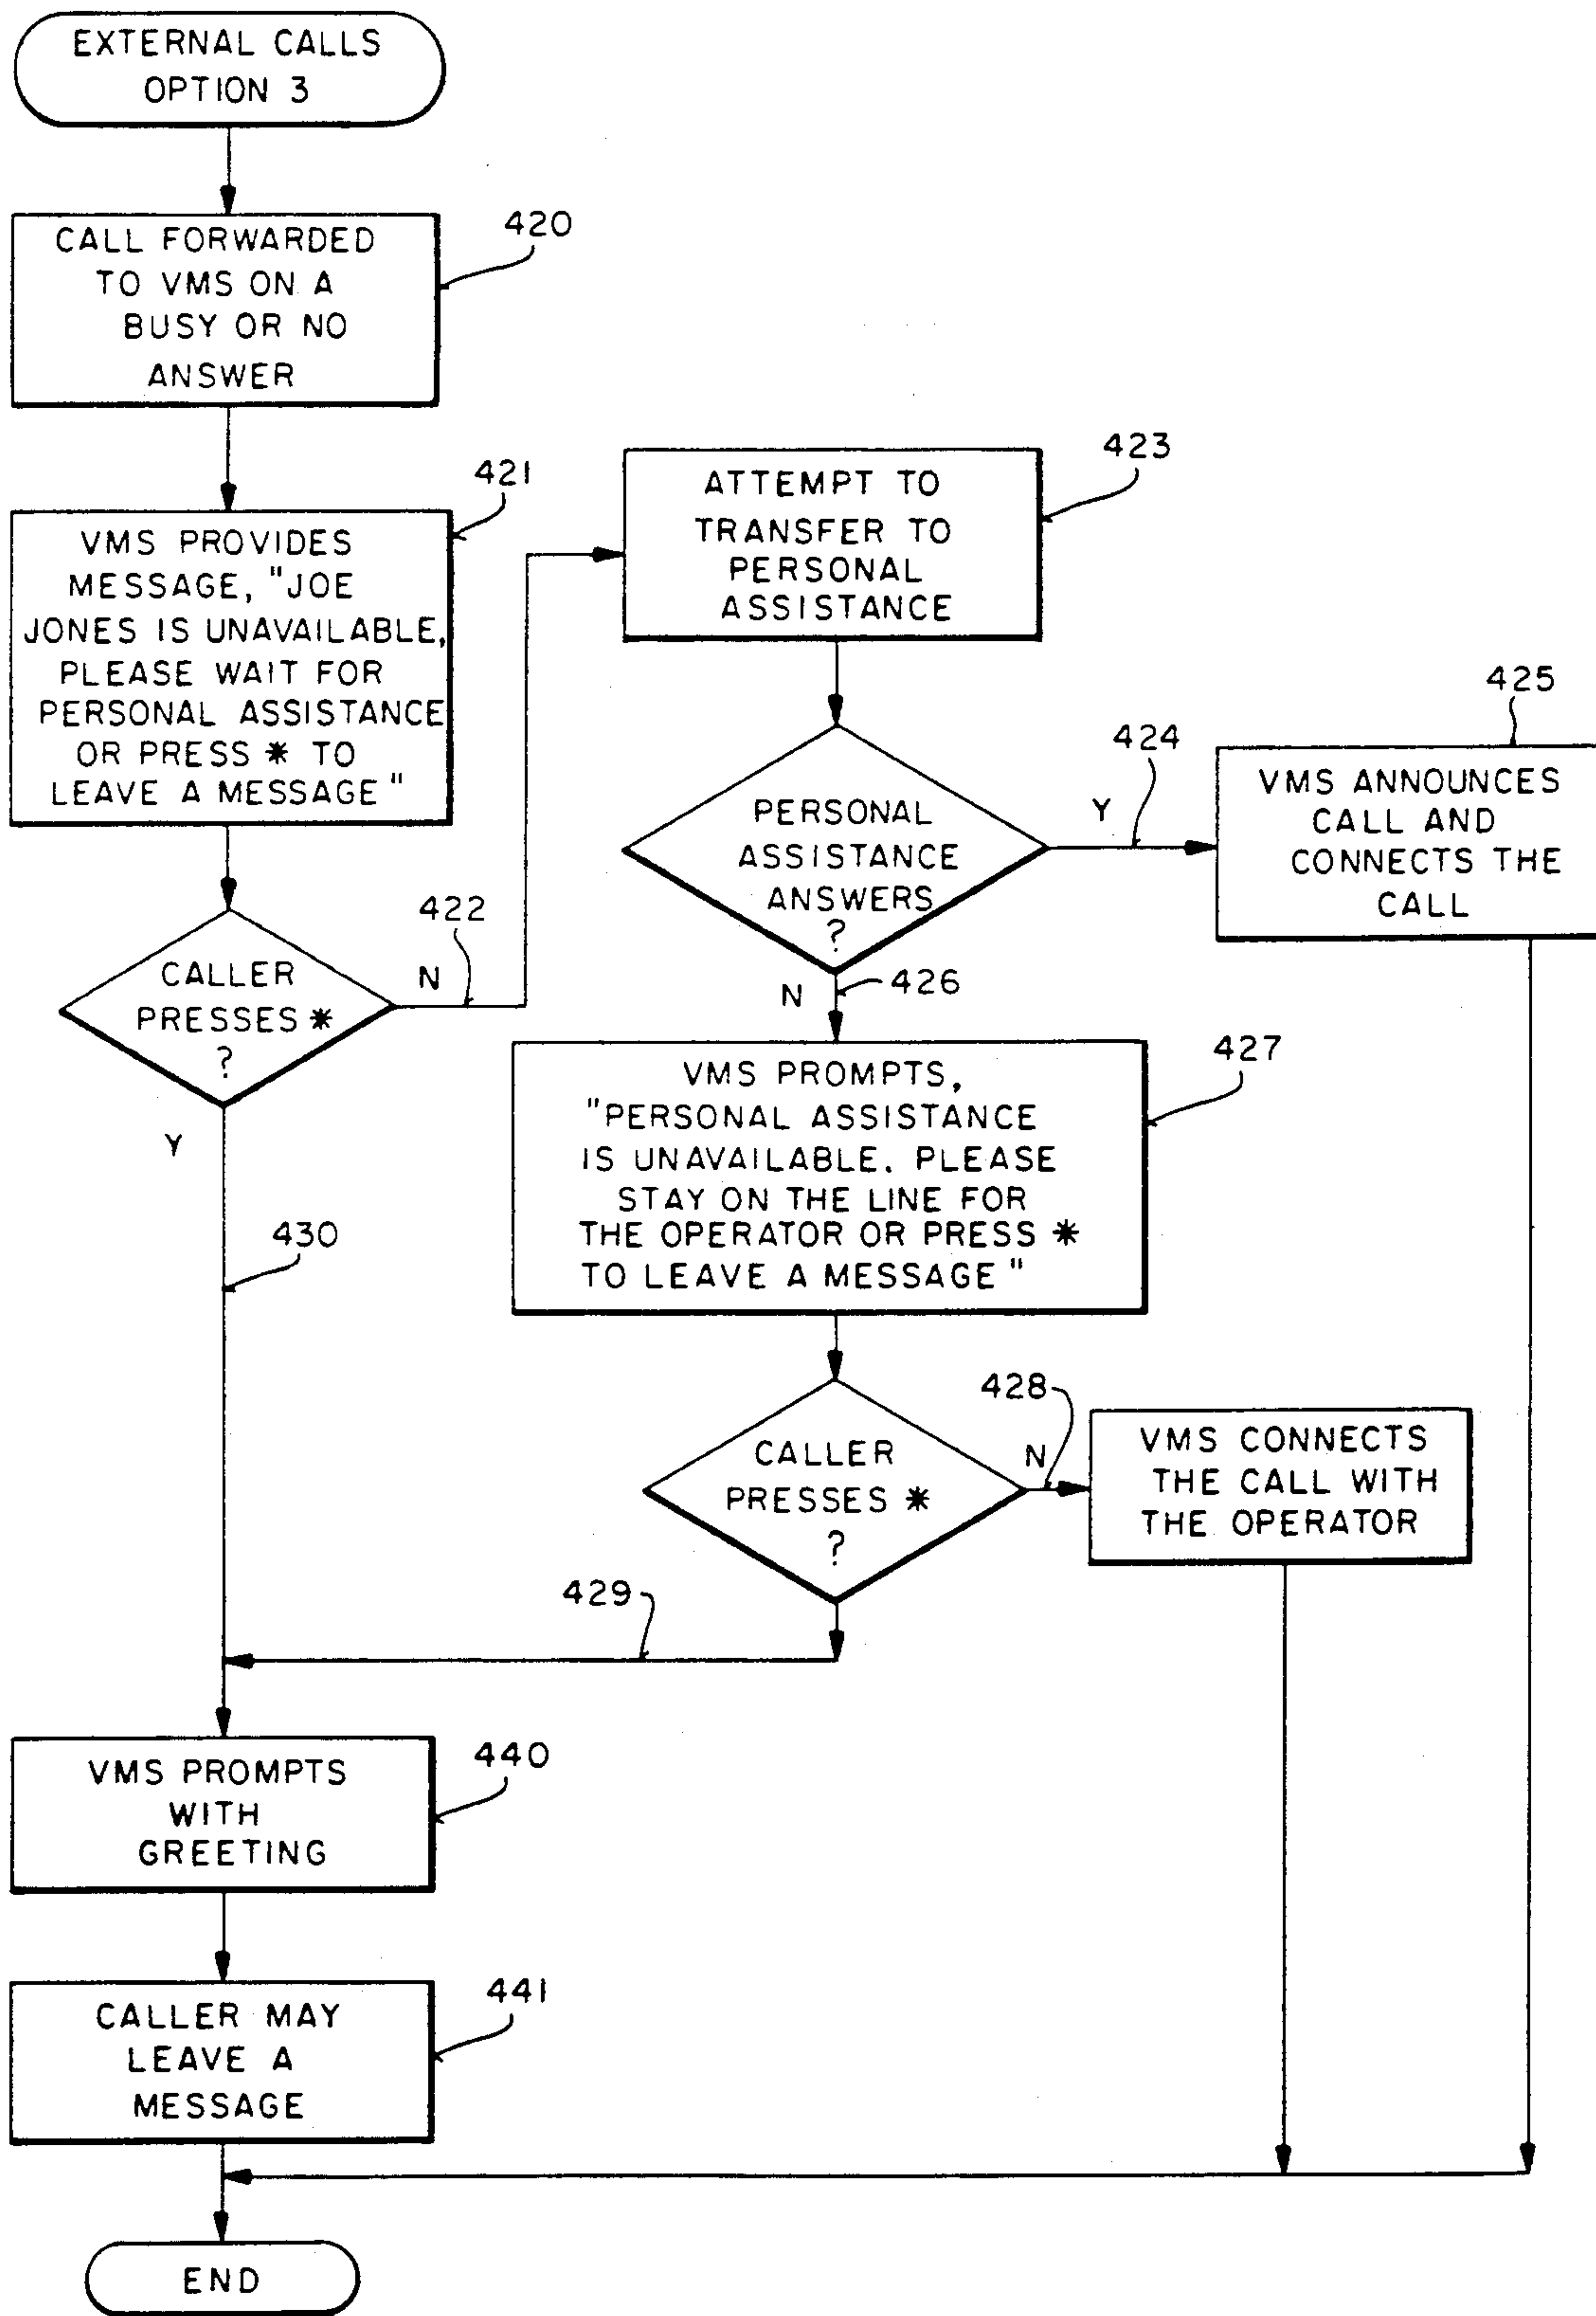 EXTERNAL CALLS
OPTION 3
CALL FORWARDED
TO VMS ON A
BUSY OR NO
ANSWER
420
VMS PROVIDES
MESSAGE, "JOE
JONES IS UNAVAILABLE,
PLEASE WAIT FOR
PERSONAL ASSISTANCE
OR PRESS * TO
LEAVE A MESSAGE"
421
CALLER
PRESSES *
?
N
422
Y
430
ATTEMPT TO
TRANSFER TO
PERSONAL
ASSISTANCE
423
PERSONAL
ASSISTANCE
ANSWERS
?
Y
424
VMS ANNOUNCES
CALL AND
CONNECTS THE
CALL
425
N
426
VMS PROMPTS,
"PERSONAL ASSISTANCE
IS UNAVAILABLE. PLEASE
STAY ON THE LINE FOR
THE OPERATOR OR PRESS *
TO LEAVE A MESSAGE"
427
CALLER
PRESSES *
?
N
428
VMS CONNECTS
THE CALL WITH
THE OPERATOR
429
VMS PROMPTS
WITH
GREETING
440
CALLER MAY
LEAVE A
MESSAGE
441
END